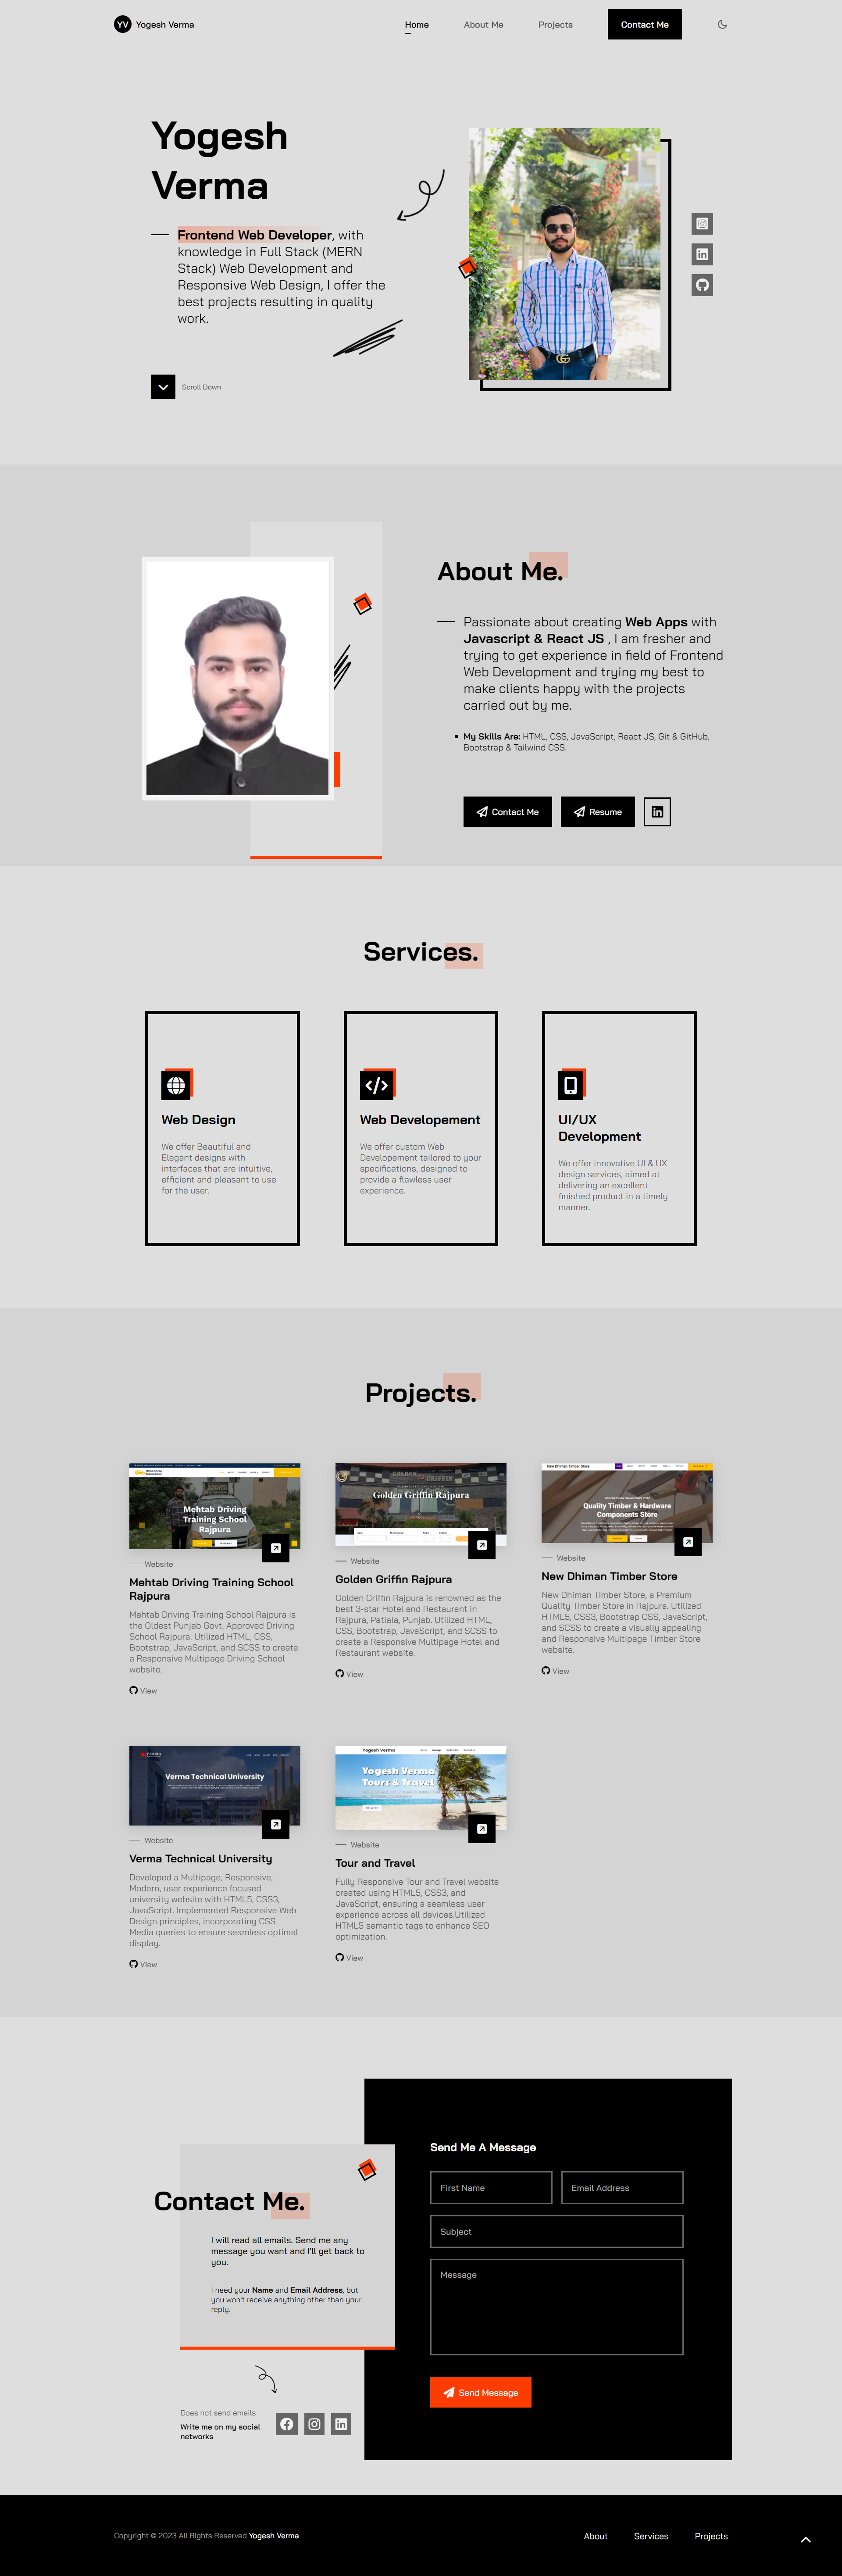 YV Yogesh Verma
Home
About Me
Projects
Contact Me
Yogesh
Verma
Frontend Web Developer, with
knowledge in Full Stack (MERN
Stack) Web Development and
Responsive Web Design, I offer the
best projects resulting in quality
work.
Scroll Down
About Me.
Passionate about creating Web Apps with
Javascript & React JS , I am fresher and
trying to get experience in field of Frontend
Web Development and trying my best to
make clients happy with the projects
carried out by me.
My Skills Are: HTML, CSS, JavaScript, React JS, Git & GitHub,
Bootstrap & Tailwind CSS.
Contact Me
Resume
Services.
Web Design
We offer Beautiful and
Elegant designs with
interfaces that are intuitive,
efficient and pleasant to use
for the user.
Web Developement
We offer custom Web
Developement tailored to your
specifications, designed to
provide a flawless user
experience.
UI/UX
Development
We offer innovative UI & UX
design services, aimed at
delivering an excellent
finished product in a timely
manner.
Projects.
Mehtab Driving
Training School
Rajpura
Website
Mehtab Driving Training School
Rajpura
Mehtab Driving Training School Rajpura is
the Oldest Punjab Govt. Approved Driving
School Rajpura. Utilized HTML, CSS,
Bootstrap, JavaScript, and SCSS to create
a Responsive Multipage Driving School
website.
View
GOLDEN GRIFFIN
Golden Griffin Rajpura
Website
Golden Griffin Rajpura
Golden Griffin Rajpura is renowned as the
best 3-star Hotel and Restaurant in
Rajpura, Patiala, Punjab. Utilized HTML,
CSS, Bootstrap, JavaScript, and SCSS to
create a Responsive Multipage Hotel and
Restaurant website.
View
New Dhiman Timber Store
Quality Timber & Hardware
Components Store
Website
New Dhiman Timber Store
New Dhiman Timber Store, a Premium
Quality Timber Store in Rajpura. Utilized
HTML5, CSS3, Bootstrap CSS, JavaScript,
and SCSS to create a visually appealing
and Responsive Multipage Timber Store
website.
View
VERMA
Verma Technical University
Website
Verma Technical University
Developed a Multipage, Responsive,
Modern, user experience focused
university website with HTML5, CSS3,
JavaScript. Implemented Responsive Web
Design principles, incorporating CSS
Media queries to ensure seamless optimal
display.
View
Yogesh Verma
Yogesh Verma
Tours & Travel
Website
Tour and Travel
Fully Responsive Tour and Travel website
created using HTML5, CSS3, and
JavaScript, ensuring a seamless user
experience across all devices.Utilized
HTML5 semantic tags to enhance SEO
optimization.
View
Contact Me.
I will read all emails. Send me any
message you want and I'll get back to
you.
I need your Name and Email Address, but
you won't receive anything other than your
reply.
Does not send emails
Write me on my social
networks
Send Me A Message
First Name
Email Address
Subject
Message
Send Message
Copyright © 2023 All Rights Reserved Yogesh Verma
About
Services
Projects